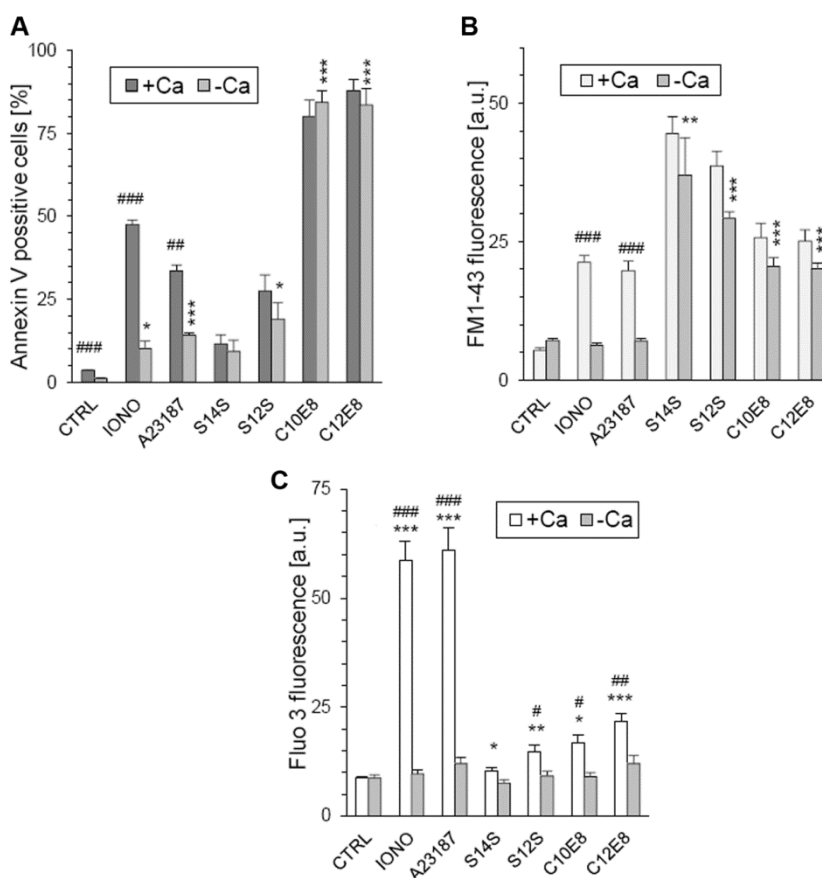 A
Annexin V possitive cells [%]
100
75
50
25
0
+Ca -Ca
###
###
*
##
***
*
***
***
CTRL IONO A23187 S14S S12S C10E8 C12E8
B
FM1-43 fluorescence [a.u.]
50
25
0
+Ca -Ca
###
###
**
***
***
***
CTRL IONO A23187 S14S S12S C10E8 C12E8
C
Fluo 3 fluorescence [a.u.]
75
50
25
0
+Ca -Ca
### ###
*** ***
*
#
**
#
*
##
***
CTRL IONO A23187 S14S S12S C10E8 C12E8